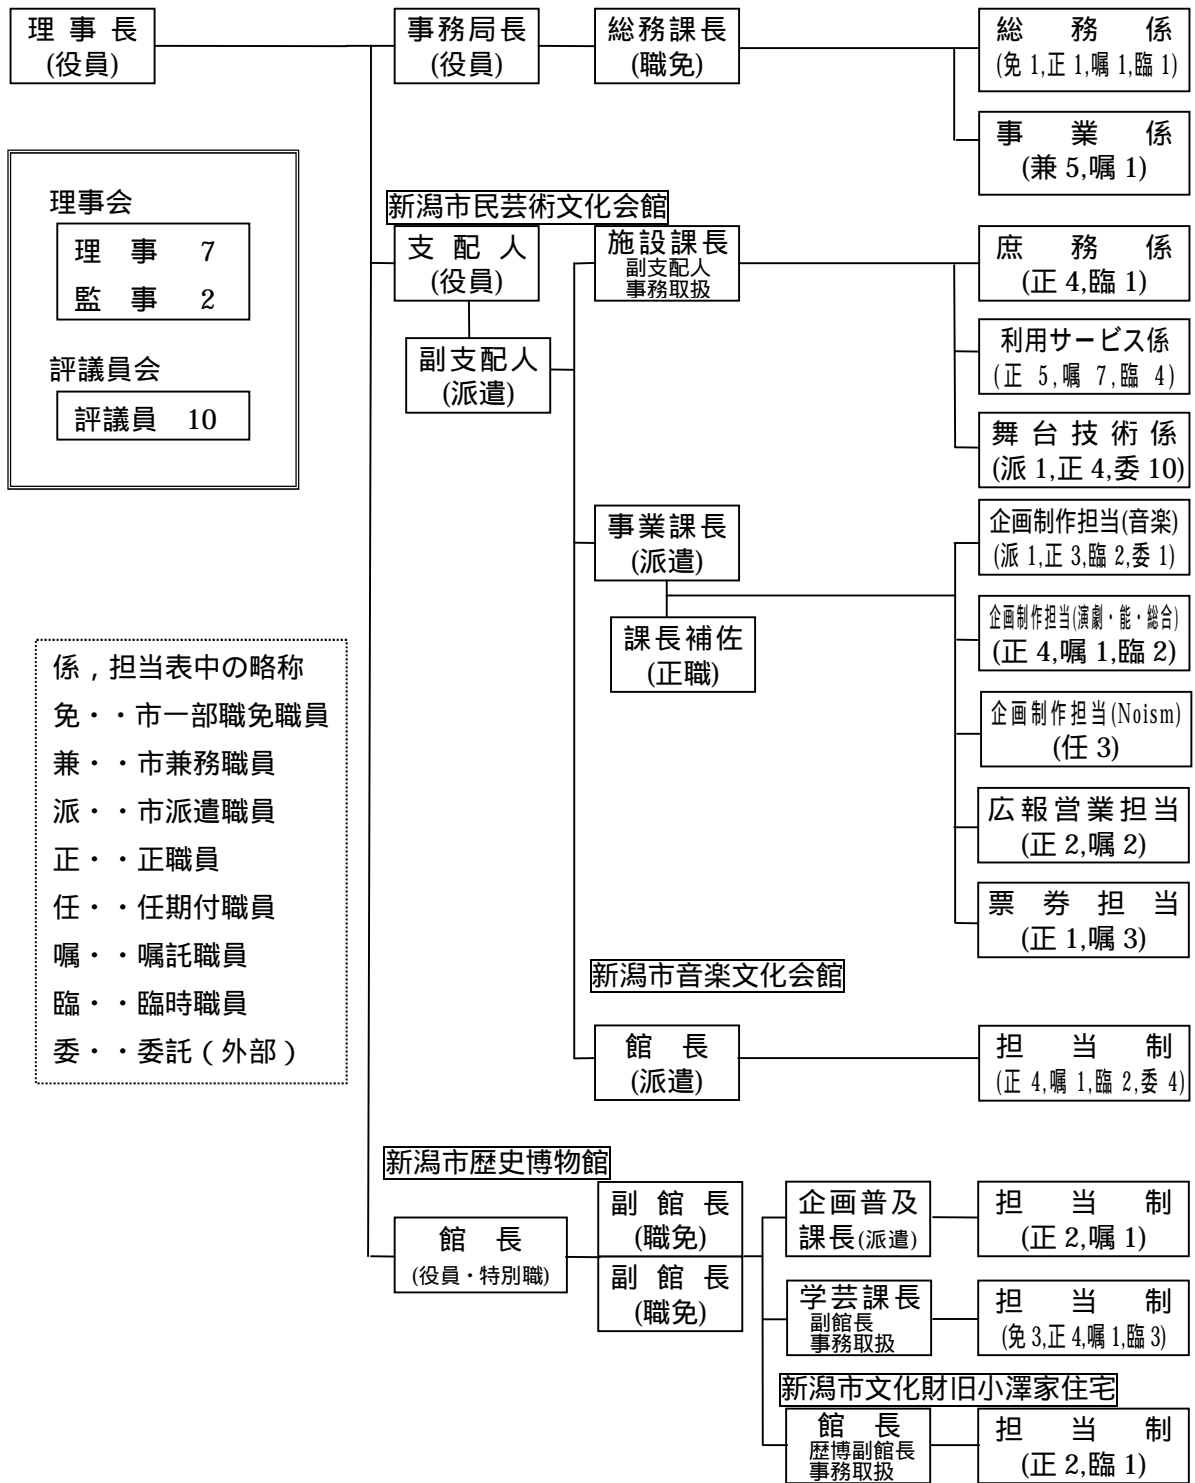 理事長
(役員)
事務局長
(役員)
総務課長
(職免)
総務係
(免 1,正 1,嘱 1,臨 1)
事業係
(兼 5,嘱 1)
理事会
理事 7
監事 2
評議員会
評議員 10
新潟市民芸術文化会館
支配人
(役員)
副支配人
(派遣)
施設課長
副支配人
事務取扱
庶務係
(正 4,臨 1)
利用サービス係
(正 5,嘱 7,臨 4)
舞台技術係
(派 1,正 4,委 10)
事業課長
(派遣)
課長補佐
(正職)
企画制作担当(音楽)
(派 1,正 3,臨 2,委 1)
企画制作担当(演劇・能・総合)
(正 4,嘱 1,臨 2)
企画制作担当(Noism)
(任 3)
広報営業担当
(正 2,嘱 2)
票券担当
(正 1,嘱 3)
係,担当表中の略称
免・・市一部職免職員
兼・・市兼務職員
派・・市派遣職員
正・・正職員
任・・任期付職員
嘱・・嘱託職員
臨・・臨時職員
委・・委託(外部)
新潟市音楽文化会館
館長
(派遣)
担当制
(正 4,嘱 1,臨 2,委 4)
新潟市歴史博物館
館長
(役員・特別職)
副館長
(職免)
副館長
(職免)
企画普及
課長(派遣)
担当制
(正 2,嘱 1)
学芸課長
副館長
事務取扱
担当制
(免 3,正 4,嘱 1,臨 3)
新潟市文化財旧小澤家住宅
館長
歴博副館長
事務取扱
担当制
(正 2,臨 1)